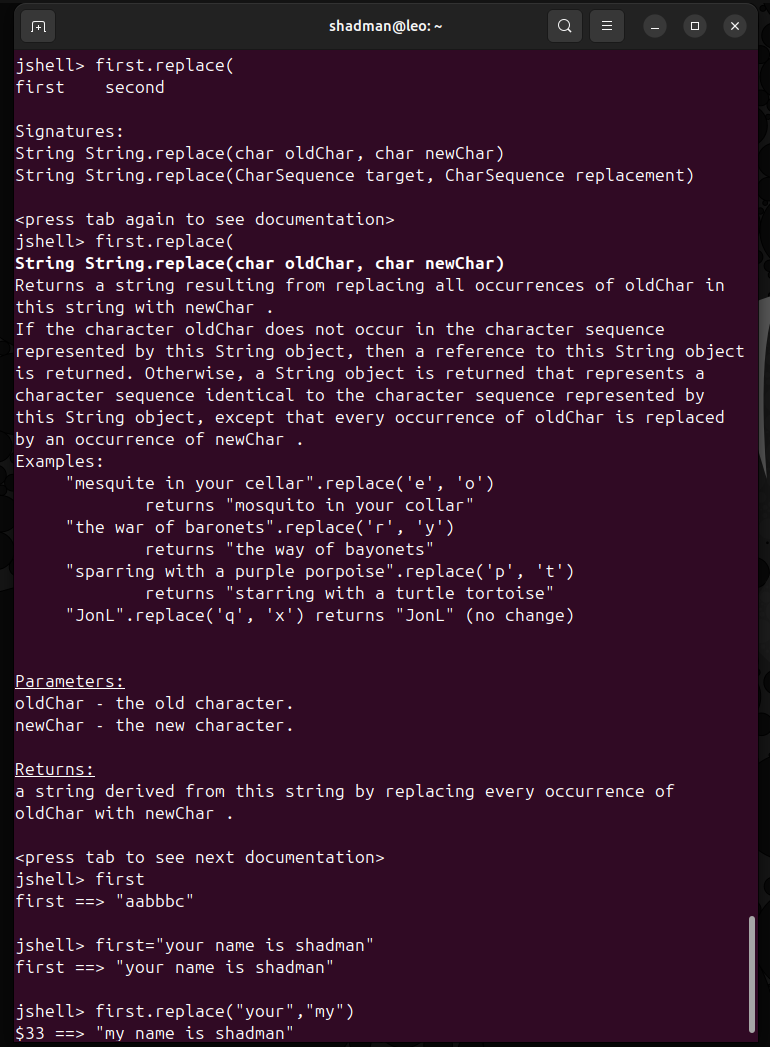 shadman@leo: ~
jshell> first.replace(
first    second

Signatures:
String String.replace(char oldChar, char newChar)
String String.replace(CharSequence target, CharSequence replacement)

<press tab again to see documentation>
jshell> first.replace(
String String.replace(char oldChar, char newChar)
Returns a string resulting from replacing all occurrences of oldChar in
this string with newChar .
If the character oldChar does not occur in the character sequence
represented by this String object, then a reference to this String object
is returned. Otherwise, a String object is returned that represents a
character sequence identical to the character sequence represented by
this String object, except that every occurrence of oldChar is replaced
by an occurrence of newChar .
Examples:
     "mesquite in your cellar".replace('e', 'o')
             returns "mosquito in your collar"
     "the war of baronets".replace('r', 'y')
             returns "the way of bayonets"
     "sparring with a purple porpoise".replace('p', 't')
             returns "starring with a turtle tortoise"
     "JonL".replace('q', 'x') returns "JonL" (no change)

Parameters:
oldChar - the old character.
newChar - the new character.

Returns:
a string derived from this string by replacing every occurrence of
oldChar with newChar .

<press tab to see next documentation>
jshell> first
first ==> "aabbbc"

jshell> first="your name is shadman"
first ==> "your name is shadman"

jshell> first.replace("your","my")
$33 ==> "my name is shadman"